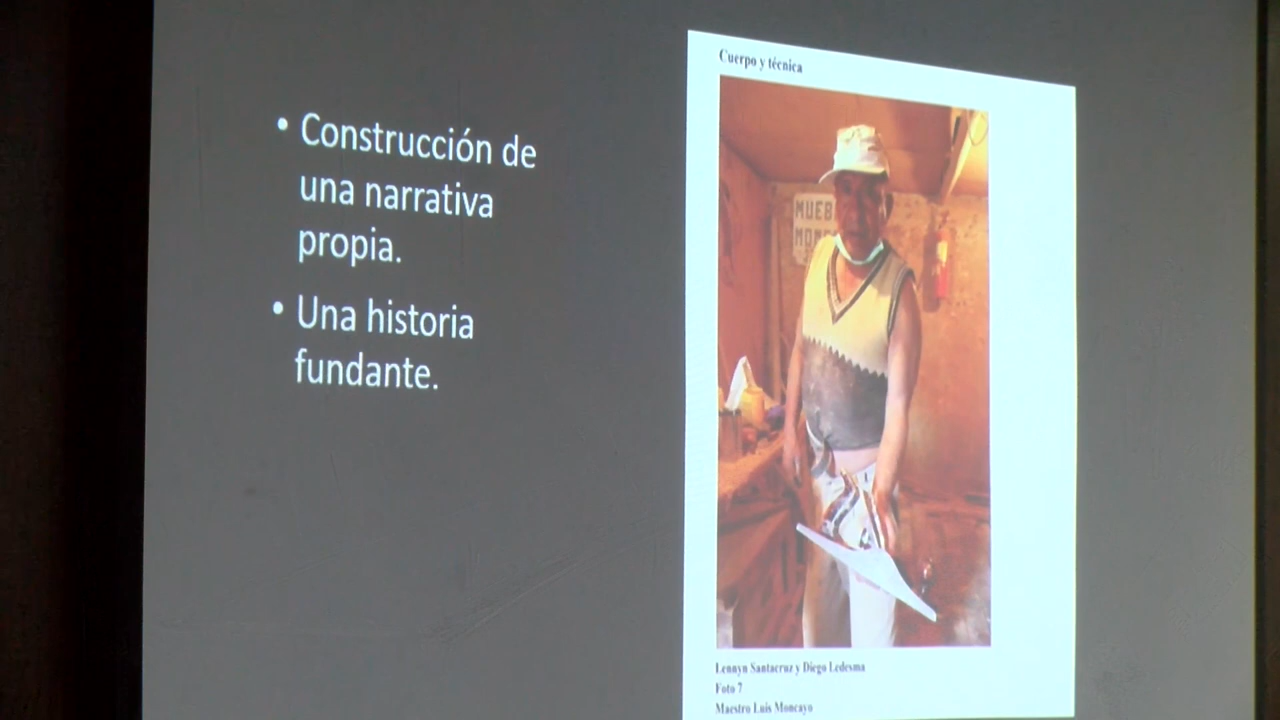 • Construcción de
una narrativa
propia.
• Una historia
fundante.
Cuerpo y técnica
MUEB
Lennyn Santacruz y Diego Ledesma
Foto 7
Maestro Luis Moncayo